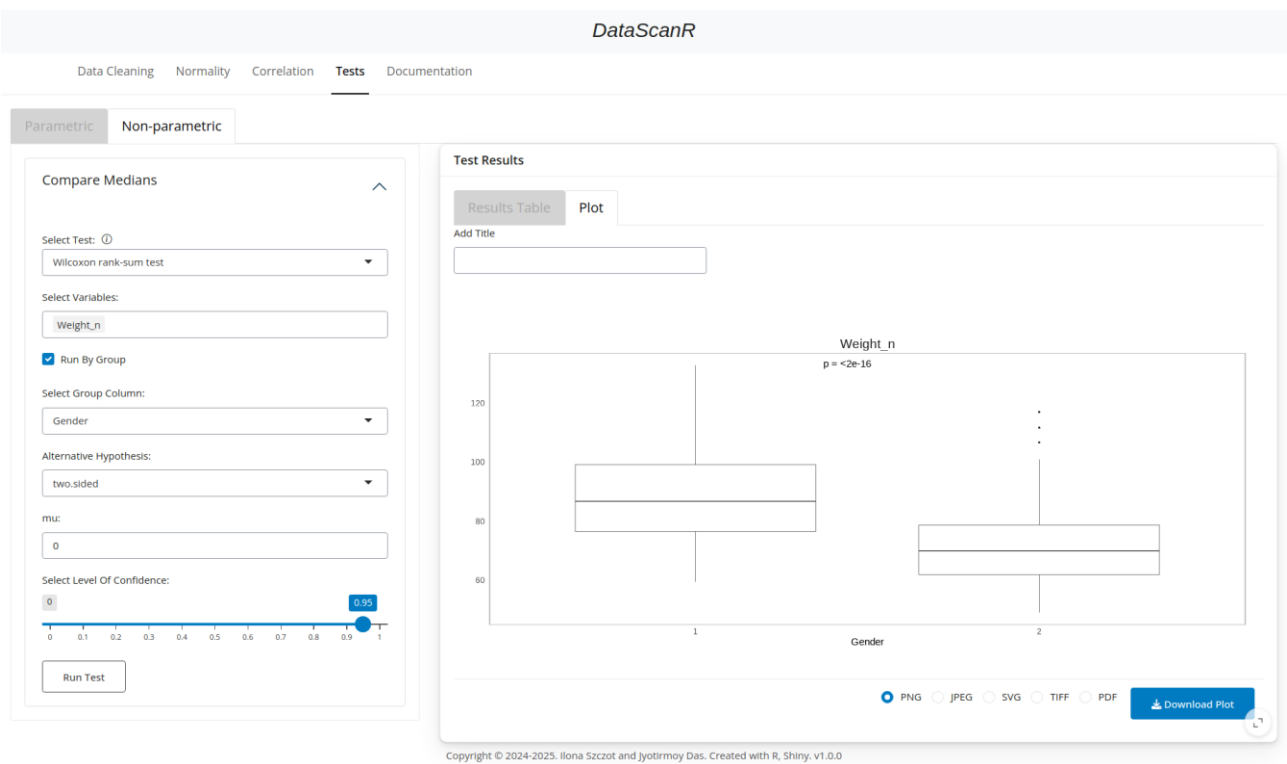 DataScanR
Data Cleaning Normality Correlation Tests Documentation
Parametric Non-parametric
Compare Medians
Select Test:
Wilcoxon rank-sum test
Select Variables:
Weight_n
Run By Group
Select Group Column:
Gender
Alternative Hypothesis:
two.sided
mu:
0
Select Level Of Confidence:
0 0.95
0 0.1 0.2 0.3 0.4 0.5 0.6 0.7 0.8 0.9 1
Run Test
Test Results
Results Table Plot
Add Title
Weight_n
p = <2e-16
120
100
80
60
1 2
Gender
PNG JPEG SVG TIFF PDF Download Plot
Copyright © 2024-2025. Ilona Szczot and Jyotirmoy Das. Created with R, Shiny. v1.0.0